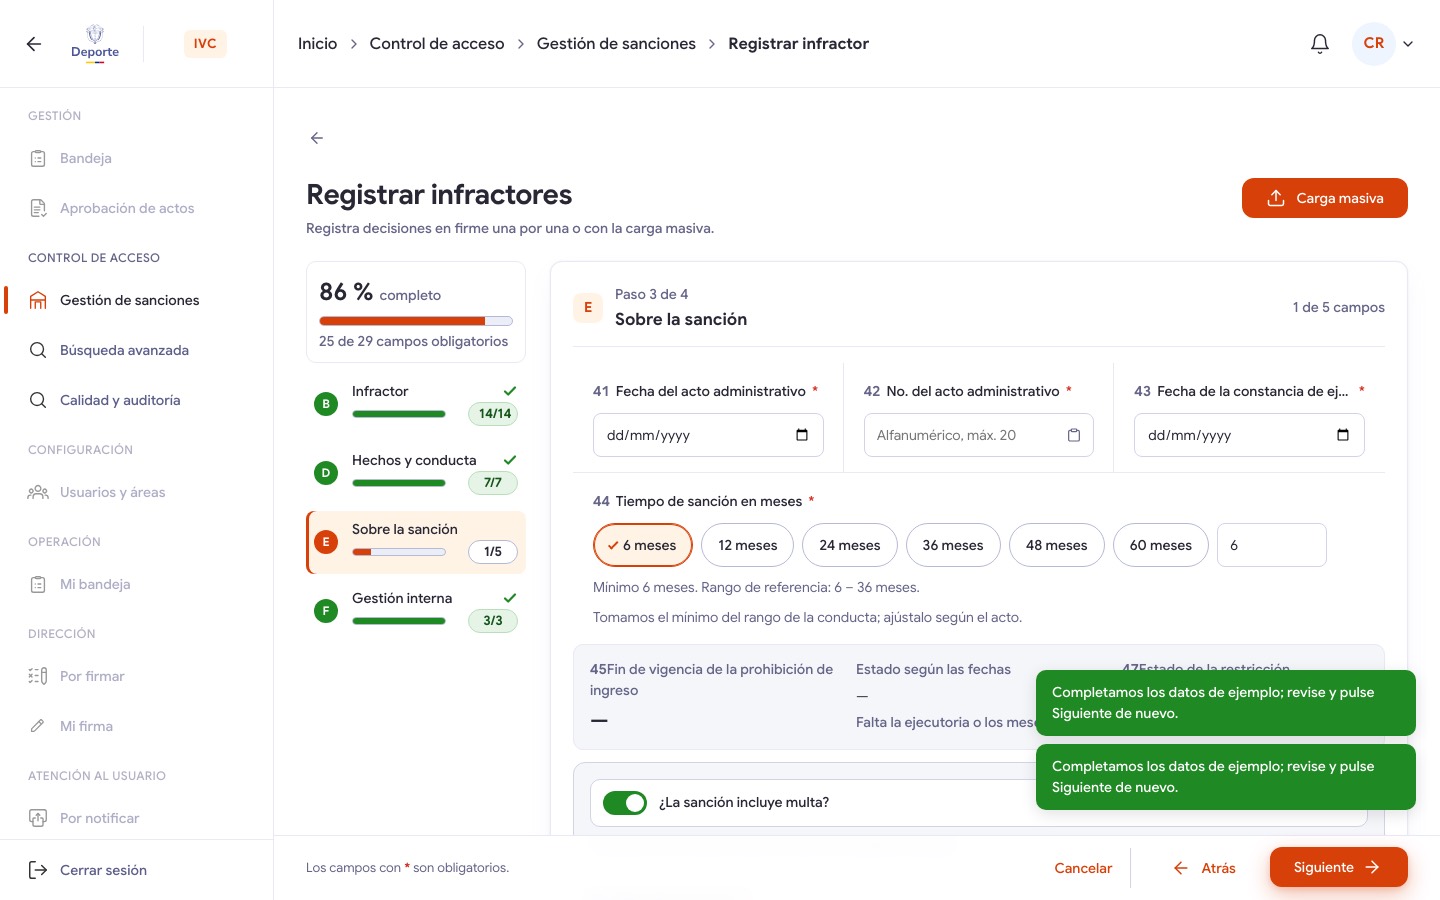 Deporte
IVC
Inicio > Control de acceso > Gestión de sanciones > Registrar infractor
CR
GESTIÓN
Bandeja
Aprobación de actos
CONTROL DE ACCESO
Gestión de sanciones
Búsqueda avanzada
Calidad y auditoría
CONFIGURACIÓN
Usuarios y áreas
OPERACIÓN
Mi bandeja
DIRECCIÓN
Por firmar
Mi firma
ATENCIÓN AL USUARIO
Por notificar
Cerrar sesión
Registrar infractores
Registra decisiones en firme una por una o con la carga masiva.
Carga masiva
86 % completo
25 de 29 campos obligatorios
B Infractor
14/14
D Hechos y conducta
7/7
E Sobre la sanción
1/5
F Gestión interna
3/3
E
Paso 3 de 4
Sobre la sanción
1 de 5 campos
41 Fecha del acto administrativo *
dd/mm/yyyy
42 No. del acto administrativo *
Alfanumérico, máx. 20
43 Fecha de la constancia de ej... *
dd/mm/yyyy
44 Tiempo de sanción en meses *
6 meses
12 meses
24 meses
36 meses
48 meses
60 meses
6
Mínimo 6 meses. Rango de referencia: 6 – 36 meses.
Tomamos el mínimo del rango de la conducta; ajústalo según el acto.
45Fin de vigencia de la prohibición de
ingreso
—
Estado según las fechas
—
Falta la ejecutoria o los mes
47Estado de la restricción
Completamos los datos de ejemplo; revise y pulse
Siguiente de nuevo.
Completamos los datos de ejemplo; revise y pulse
Siguiente de nuevo.
¿La sanción incluye multa?
Los campos con * son obligatorios.
Cancelar
Atrás
Siguiente